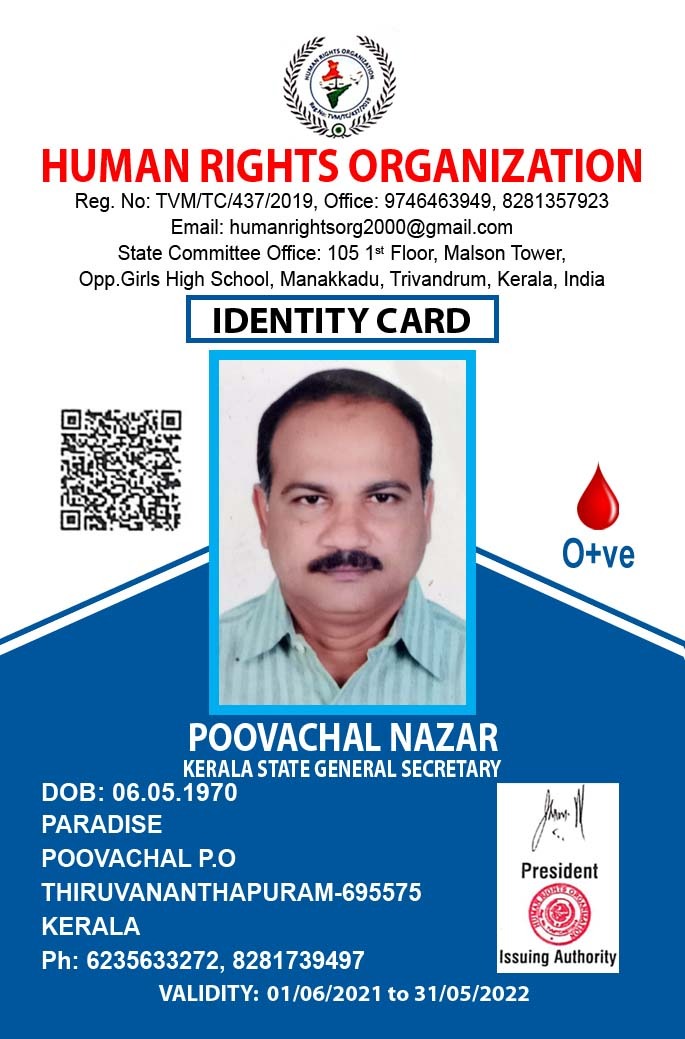 HUMAN RIGHTS ORGANIZATION
Reg No: TVM/TC/437/2019
HUMAN RIGHTS ORGANIZATION
Reg. No: TVM/TC/437/2019, Office: 9746463949, 8281357923
Email: humanrightsorg2000@gmail.com
State Committee Office: 105 1st Floor, Malson Tower,
Opp.Girls High School, Manakkadu, Trivandrum, Kerala, India
IDENTITY CARD
O+ve
POOVACHAL NAZAR
KERALA STATE GENERAL SECRETARY
DOB: 06.05.1970
PARADISE
POOVACHAL P.O
THIRUVANANTHAPURAM-695575
KERALA
Ph: 6235633272, 8281739497
President
HUMAN RIGHTS ORGANIZATION
Issuing Authority
VALIDITY: 01/06/2021 to 31/05/2022